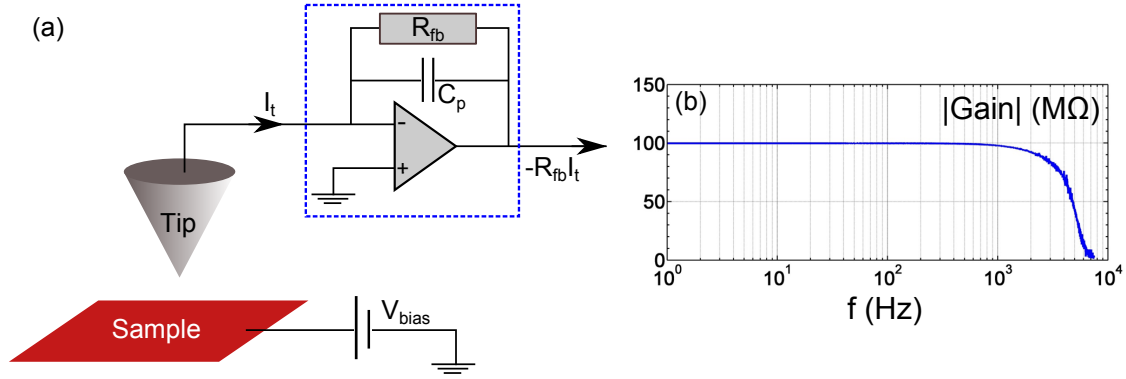 (a)
R_fb
C_p
I_t
-
+
-R_fbI_t
Tip
Sample
V_bias
(b)
|Gain| (MΩ)
150
100
50
0
10^0
10^1
10^2
10^3
10^4
f (Hz)